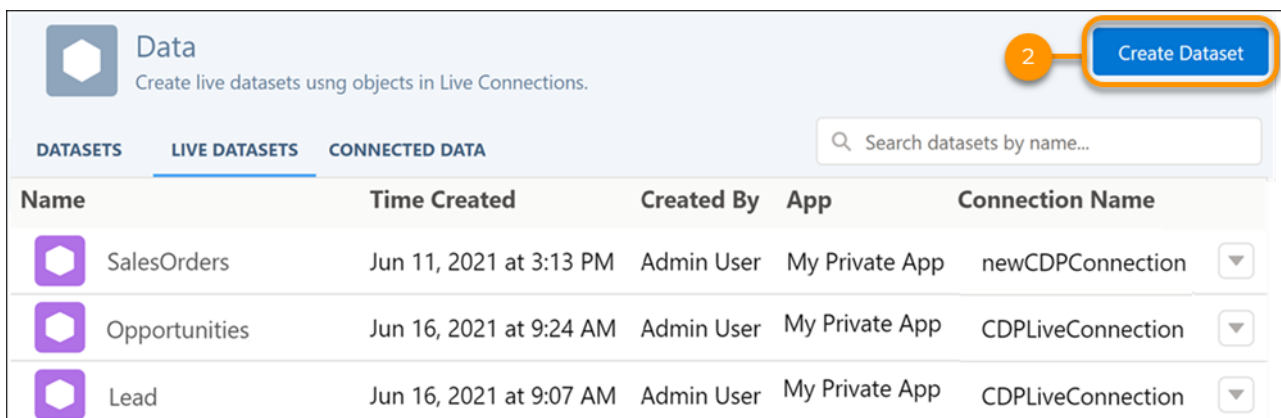 Data
Create live datasets usng objects in Live Connections.
2
Create Dataset
DATASETS LIVE DATASETS CONNECTED DATA
Search datasets by name...
Name Time Created Created By App Connection Name
SalesOrders Jun 11, 2021 at 3:13 PM Admin User My Private App newCDPConnection
Opportunities Jun 16, 2021 at 9:24 AM Admin User My Private App CDPLiveConnection
Lead Jun 16, 2021 at 9:07 AM Admin User My Private App CDPLiveConnection